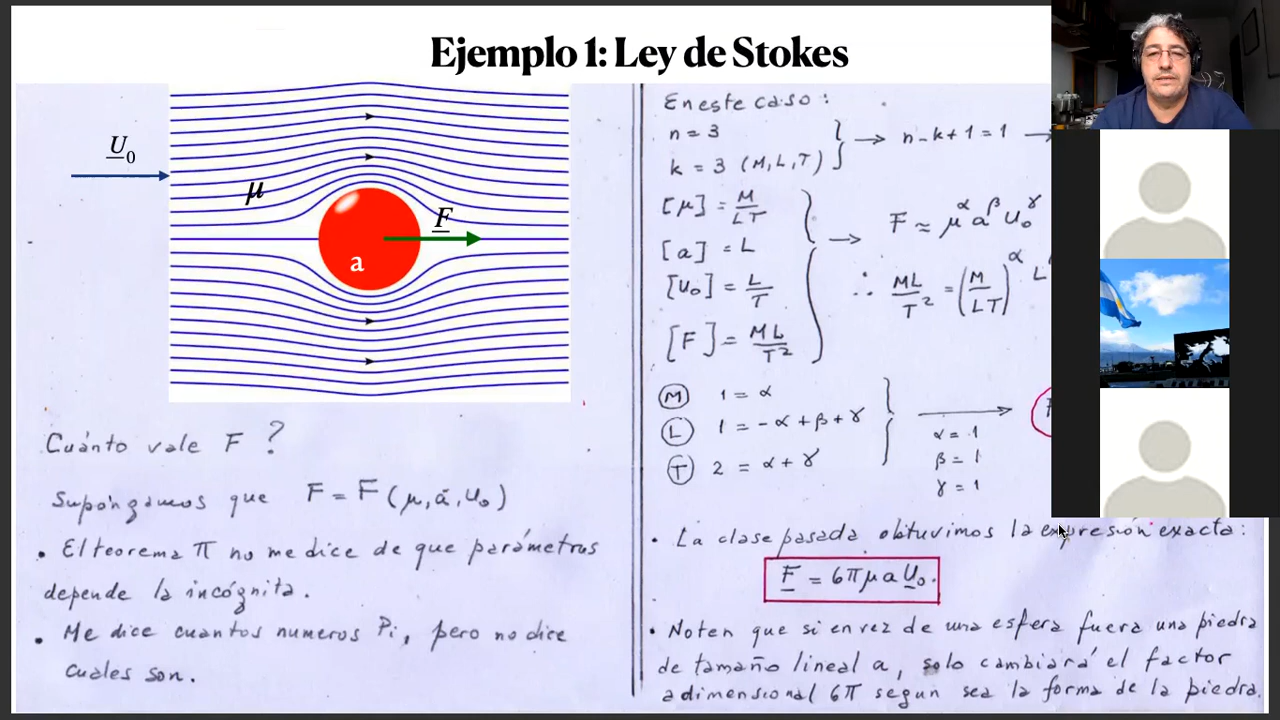 Ejemplo 1: Ley de Stokes
U₀
μ
F
a
Cuánto vale F ?
Supóngamos que F = F (μ, a, U₀)
• El teorema π no me dice de que parámetros
depende la incógnita.
• Me dice cuantos numeros Pi, pero no dice
cuales son.
En este caso:
n = 3
k = 3 (M, L, T) } → n - k + 1 = 1 →
[μ] = M/LT
[a] = L
[U₀] = L/T
[F] = ML/T²
→ F ≈ μ^α a^β U₀^γ
∴ ML/T² = (M/LT)^α L
(M) 1 = α
(L) 1 = -α + β + γ
(T) 2 = α + γ
α = 1
β = 1
γ = 1
• La clase pasada obtuvimos la expresión exacta:
F = 6πμaU₀.
• Noten que si en vez de una esfera fuera una piedra
de tamaño lineal a, solo cambiará el factor
adimensional 6π segun sea la forma de la piedra.